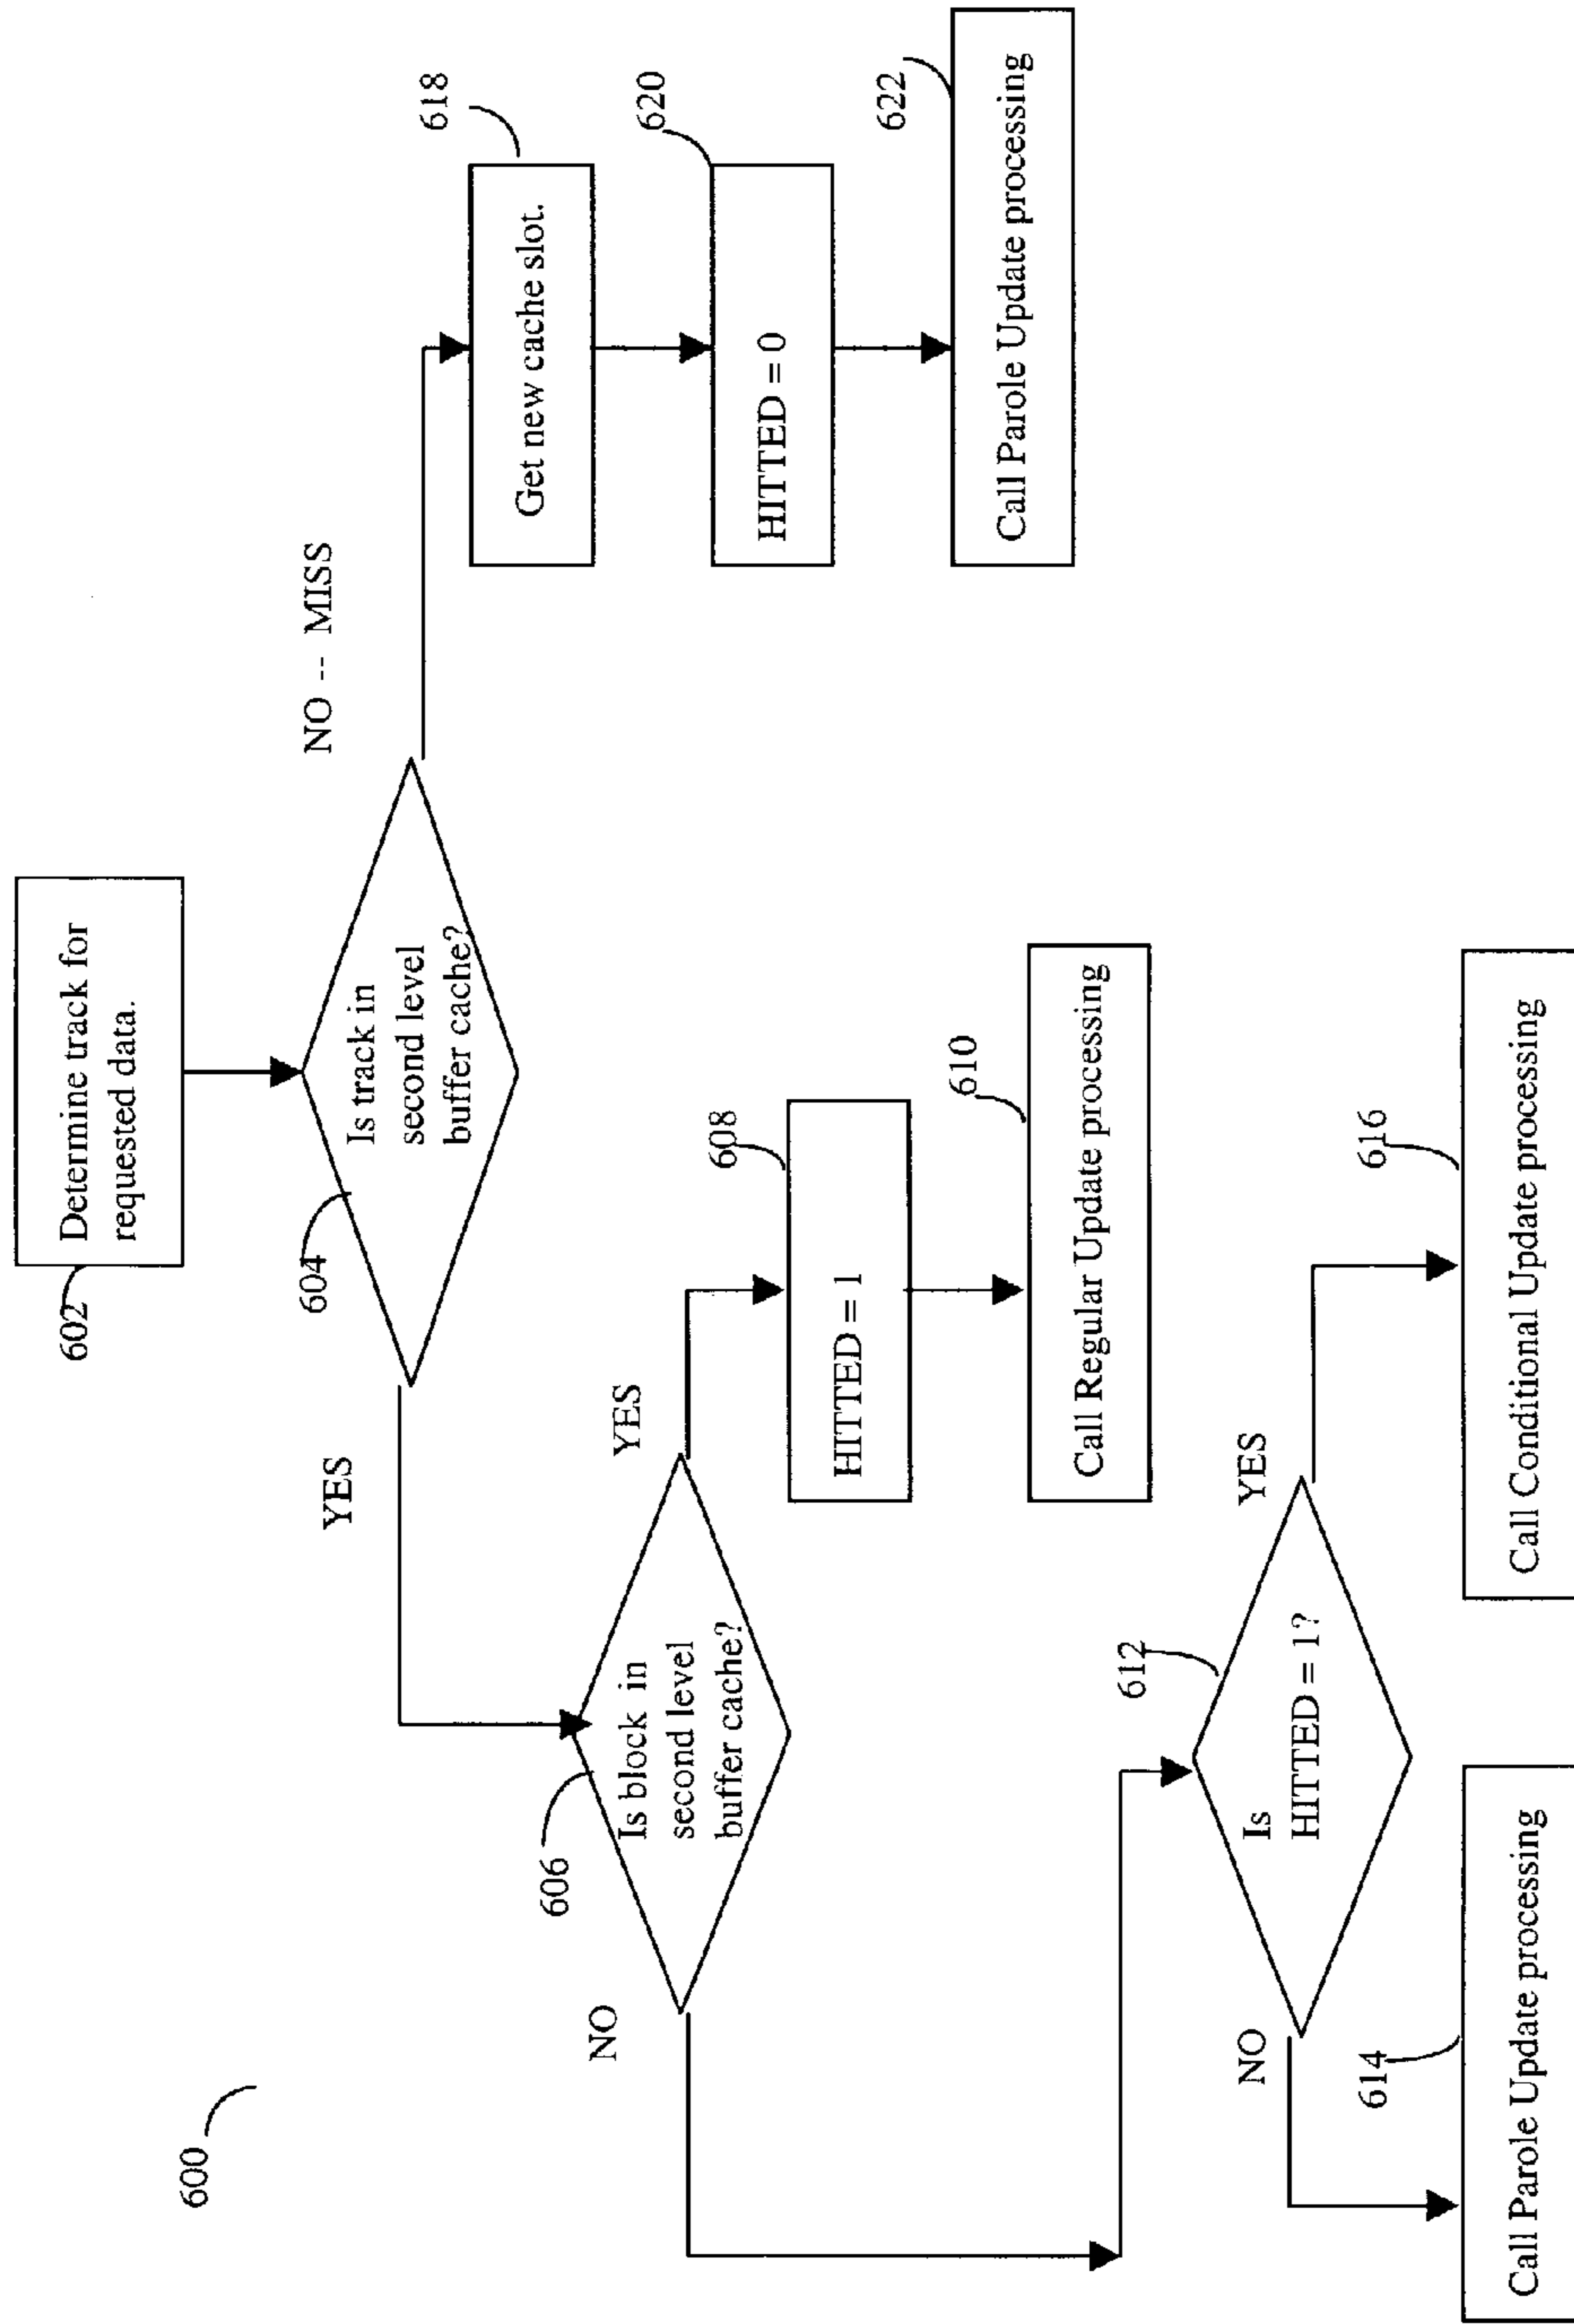 600
602
Determine track for
requested data.
604
Is track in
second level
buffer cache?
YES
NO -- MISS
606
Is block in
second level
buffer cache?
NO
YES
608
HITTED = 1
610
Call Regular Update processing
612
Is
HITTED = 1?
NO
YES
614
Call Parole Update processing
616
Call Conditional Update processing
618
Get new cache slot.
620
HITTED = 0
622
Call Parole Update processing